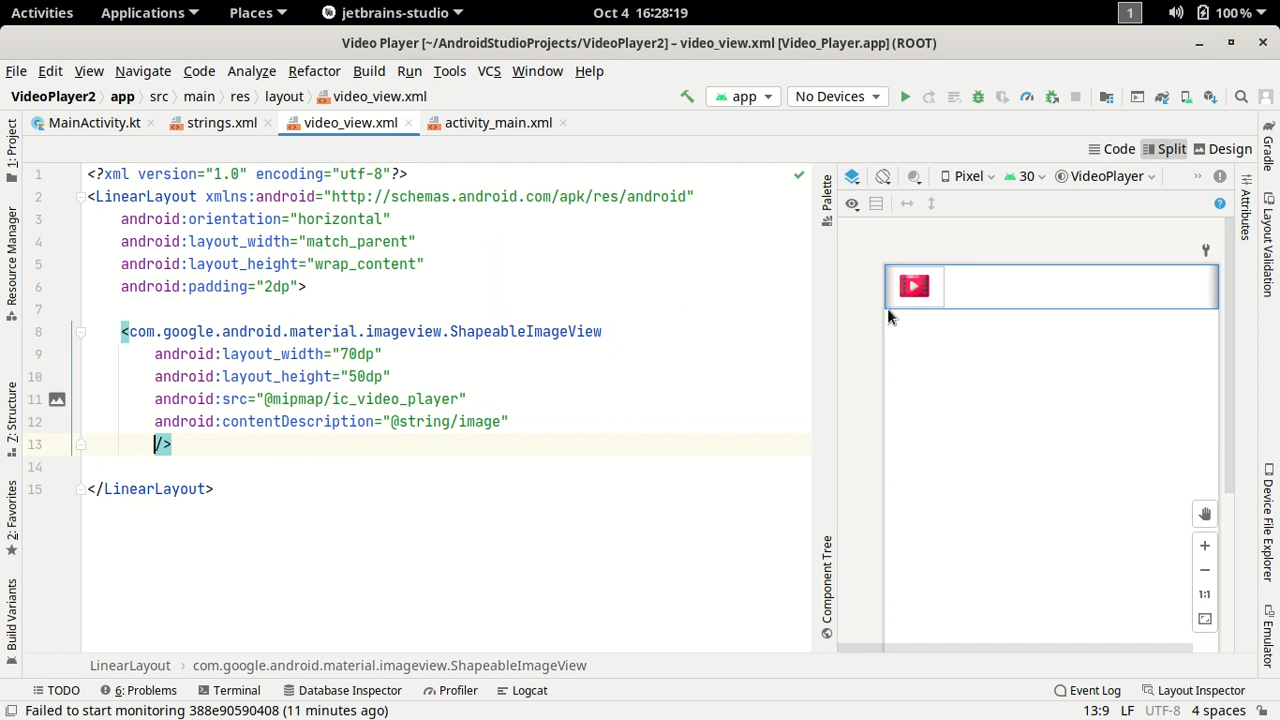 Activities Applications Places jetbrains-studio Oct 4 16:28:19 1 100%
Video Player [~/AndroidStudioProjects/VideoPlayer2] – video_view.xml [Video_Player.app] (ROOT)
File Edit View Navigate Code Analyze Refactor Build Run Tools VCS Window Help
VideoPlayer2 app src main res layout video_view.xml app No Devices
MainActivity.kt strings.xml video_view.xml activity_main.xml
Code Split Design
Pixel 30 VideoPlayer »
1: Project
Resource Manager
Z: Structure
2: Favorites
Build Variants
1 <?xml version="1.0" encoding="utf-8"?>
2 <LinearLayout xmlns:android="http://schemas.android.com/apk/res/android"
3 android:orientation="horizontal"
4 android:layout_width="match_parent"
5 android:layout_height="wrap_content"
6 android:padding="2dp">
7
8 <com.google.android.material.imageview.ShapeableImageView
9 android:layout_width="70dp"
10 android:layout_height="50dp"
11 android:src="@mipmap/ic_video_player"
12 android:contentDescription="@string/image"
13 />
14
15 </LinearLayout>
Palette
Component Tree
1:1
Attributes
Gradle
Layout Validation
Device File Explorer
Emulator
LinearLayout › com.google.android.material.imageview.ShapeableImageView
TODO 6: Problems Terminal Database Inspector Profiler Logcat Event Log Layout Inspector
Failed to start monitoring 388e90590408 (11 minutes ago) 13:9 LF UTF-8 4 spaces